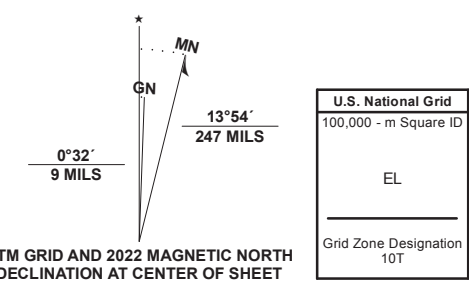 MN
GN
13°54´
247 MILS
0°32´
9 MILS
TM GRID AND 2022 MAGNETIC NORTH
DECLINATION AT CENTER OF SHEET
U.S. National Grid
100,000 - m Square ID
EL
Grid Zone Designation
10T